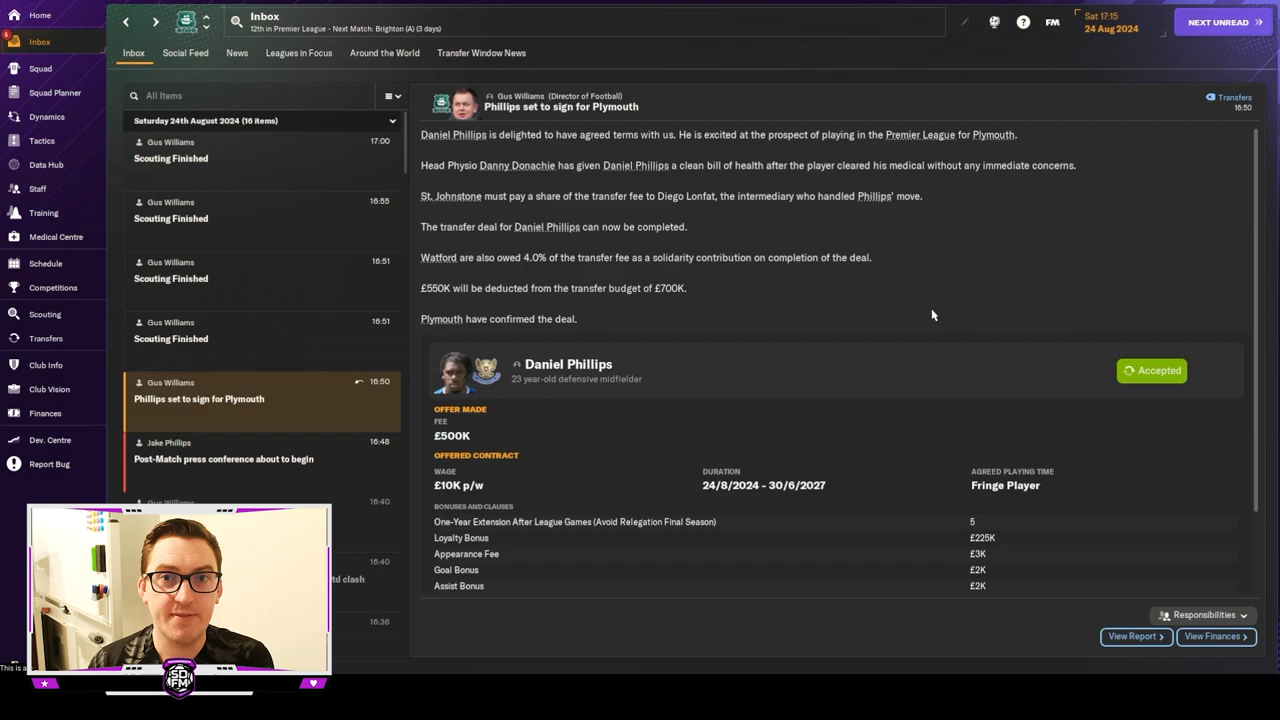 Home
5
Inbox
Squad
Squad Planner
Dynamics
Tactics
Data Hub
Staff
Training
Medical Centre
Schedule
Competitions
Scouting
Transfers
Club Info
Club Vision
Finances
Dev. Centre
Report Bug
This is a
Inbox
12th in Premier League - Next Match: Brighton (A) (3 days)
?
FM
Sat 17:15
24 Aug 2024
NEXT UNREAD
Inbox
Social Feed
News
Leagues in Focus
Around the World
Transfer Window News
All Items
Saturday 24th August 2024 (16 items)
Gus Williams 17:00
Scouting Finished
Gus Williams 16:55
Scouting Finished
Gus Williams 16:51
Scouting Finished
Gus Williams 16:51
Scouting Finished
Gus Williams 16:50
Phillips set to sign for Plymouth
Jake Phillips 16:48
Post-Match press conference about to begin
Gus Williams 16:40
16:40
td clash
16:36
Gus Williams (Director of Football)
Phillips set to sign for Plymouth
Transfers
16:50
Daniel Phillips is delighted to have agreed terms with us. He is excited at the prospect of playing in the Premier League for Plymouth.
Head Physio Danny Donachie has given Daniel Phillips a clean bill of health after the player cleared his medical without any immediate concerns.
St. Johnstone must pay a share of the transfer fee to Diego Lonfat, the intermediary who handled Phillips' move.
The transfer deal for Daniel Phillips can now be completed.
Watford are also owed 4.0% of the transfer fee as a solidarity contribution on completion of the deal.
£550K will be deducted from the transfer budget of £700K.
Plymouth have confirmed the deal.
Daniel Phillips
23 year-old defensive midfielder
Accepted
OFFER MADE
FEE
£500K
OFFERED CONTRACT
WAGE DURATION AGREED PLAYING TIME
£10K p/w 24/8/2024 - 30/6/2027 Fringe Player
BONUSES AND CLAUSES
One-Year Extension After League Games (Avoid Relegation Final Season) 5
Loyalty Bonus £225K
Appearance Fee £3K
Goal Bonus £2K
Assist Bonus £2K
Responsibilities
View Report
View Finances
SD
FM